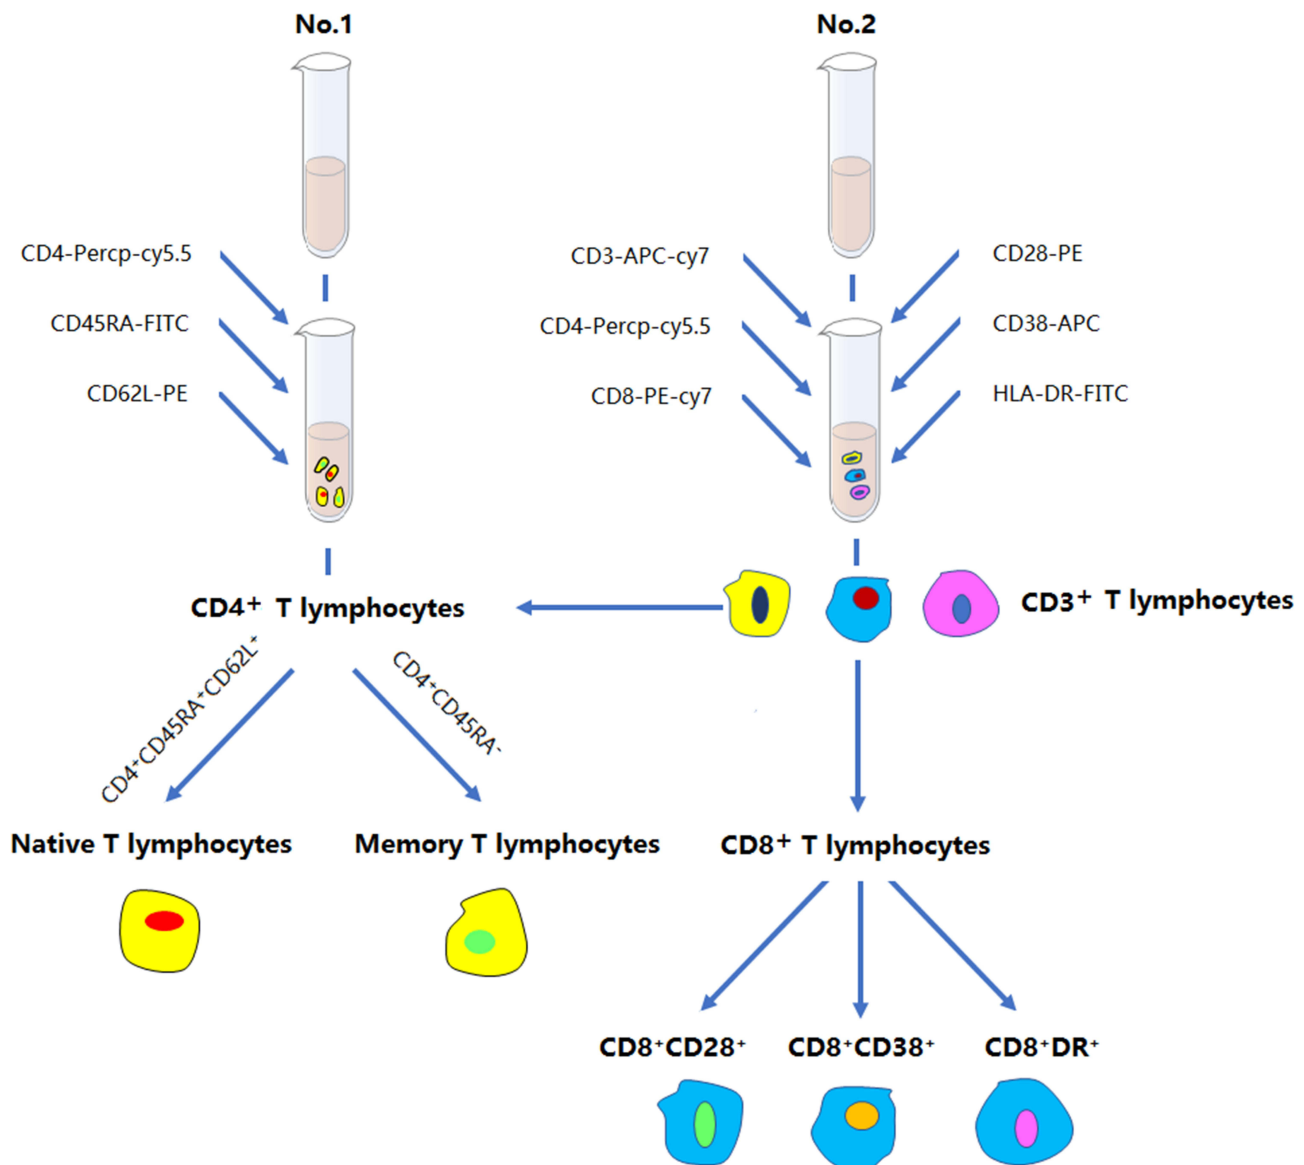 No.1
No.2
CD4-Percp-cy5.5
CD45RA-FITC
CD62L-PE
CD3-APC-cy7
CD4-Percp-cy5.5
CD8-PE-cy7
CD28-PE
CD38-APC
HLA-DR-FITC
CD4⁺ T lymphocytes
CD3⁺ T lymphocytes
CD4⁺CD45RA⁺CD62L⁺
CD4⁺CD45RA⁻
Native T lymphocytes
Memory T lymphocytes
CD8⁺ T lymphocytes
CD8⁺CD28⁺
CD8⁺CD38⁺
CD8⁺DR⁺